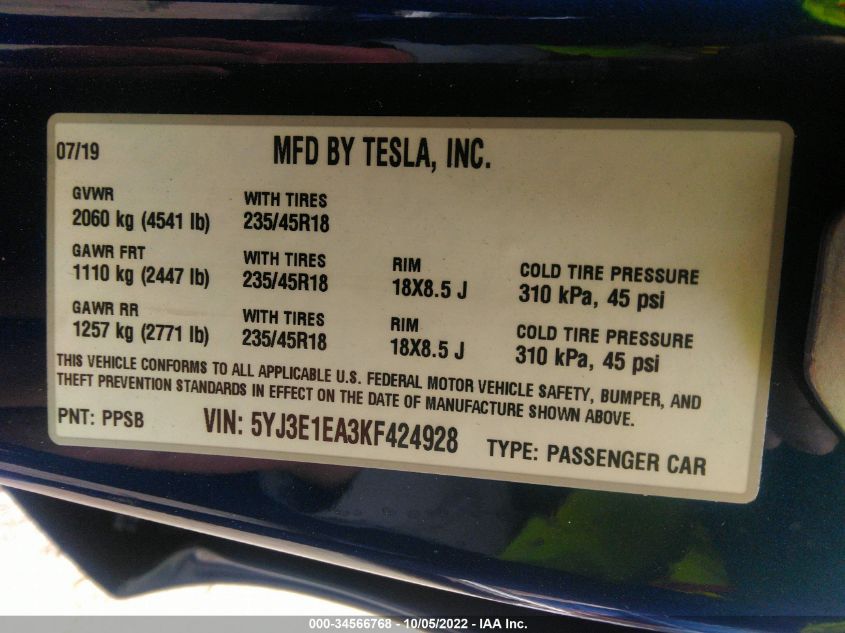 07/19 MFD BY TESLA, INC.
GVWR WITH TIRES
2060 kg (4541 lb) 235/45R18
GAWR FRT WITH TIRES RIM COLD TIRE PRESSURE
1110 kg (2447 lb) 235/45R18 18X8.5 J 310 kPa, 45 psi
GAWR RR WITH TIRES RIM COLD TIRE PRESSURE
1257 kg (2771 lb) 235/45R18 18X8.5 J 310 kPa, 45 psi
THIS VEHICLE CONFORMS TO ALL APPLICABLE U.S. FEDERAL MOTOR VEHICLE SAFETY, BUMPER, AND
THEFT PREVENTION STANDARDS IN EFFECT ON THE DATE OF MANUFACTURE SHOWN ABOVE.
PNT: PPSB VIN: 5YJ3E1EA3KF424928 TYPE: PASSENGER CAR
000-34566768 - 10/05/2022 - IAA Inc.